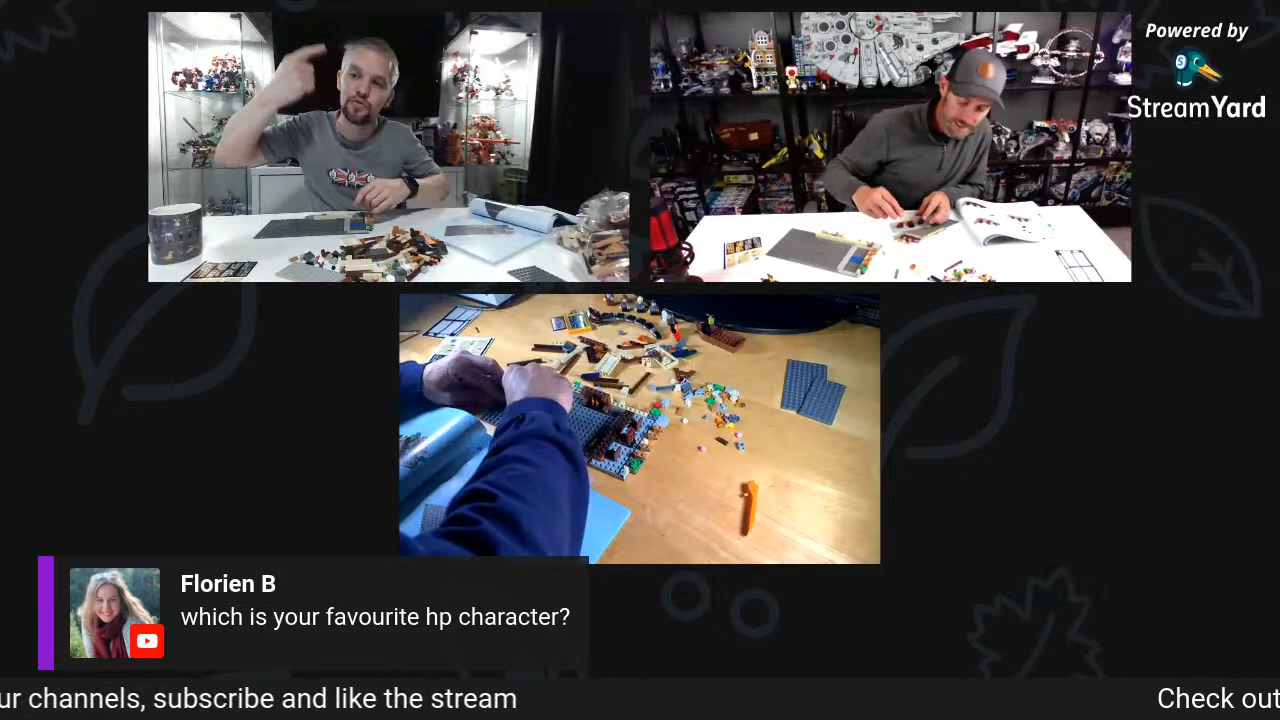 Powered by
StreamYard
Florien B
which is your favourite hp character?
ur channels, subscribe and like the stream
Check out